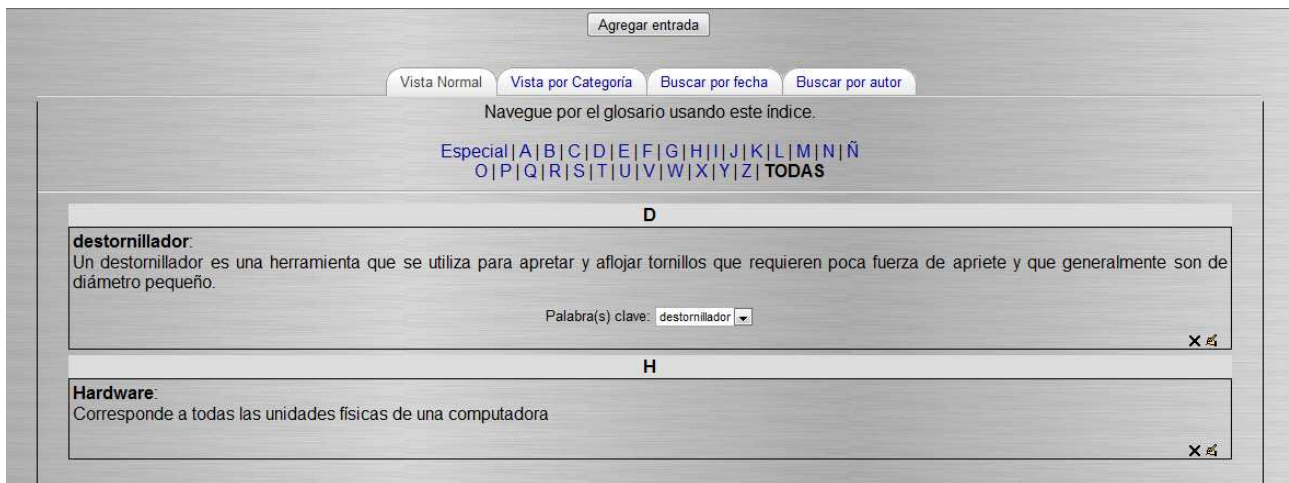 Agregar entrada
Vista Normal Vista por Categoría Buscar por fecha Buscar por autor
Navegue por el glosario usando este índice.
Especial | A | B | C | D | E | F | G | H | I | J | K | L | M | N | Ñ
O | P | Q | R | S | T | U | V | W | X | Y | Z | TODAS
D
destornillador:
Un destornillador es una herramienta que se utiliza para apretar y aflojar tornillos que requieren poca fuerza de apriete y que generalmente son de
diámetro pequeño.
Palabra(s) clave: destornillador
H
Hardware:
Corresponde a todas las unidades físicas de una computadora